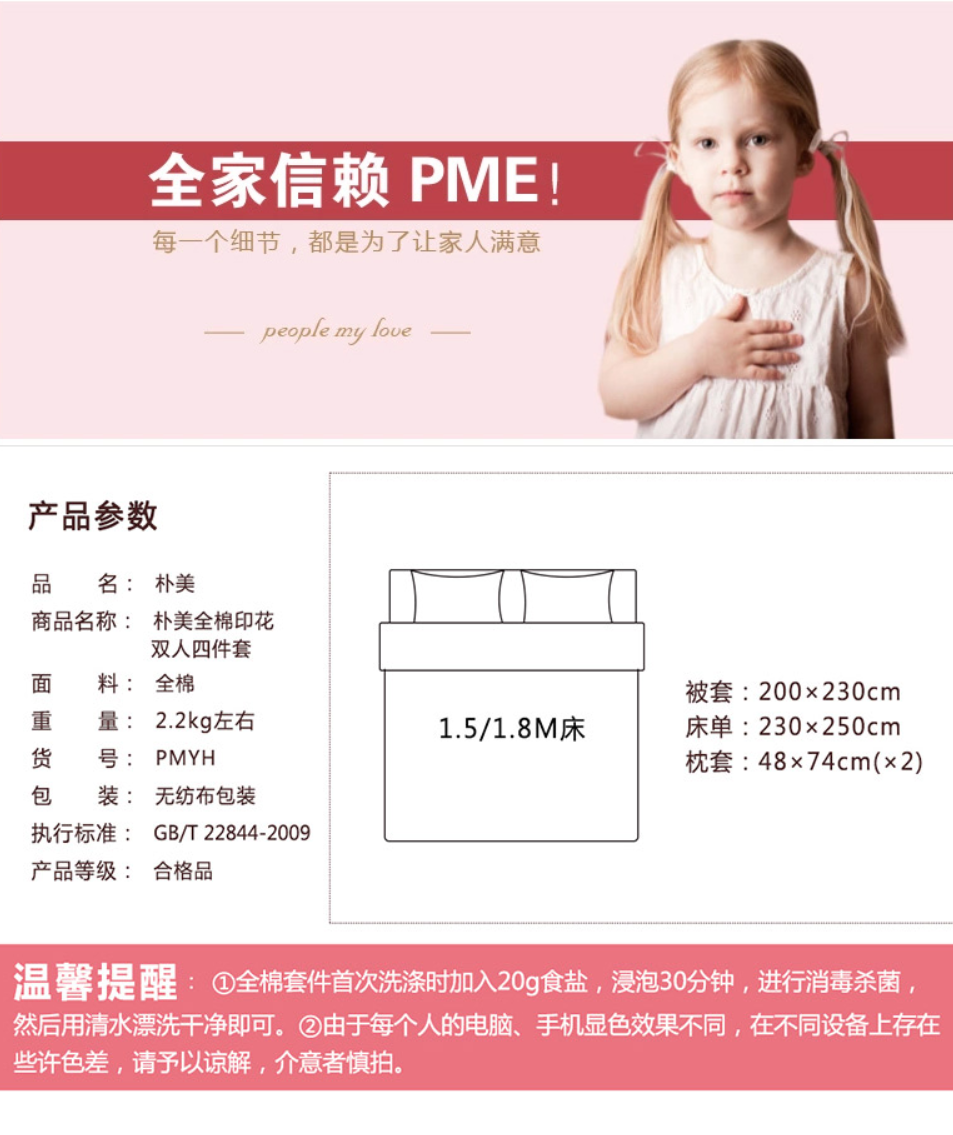 全家信赖 PME！
每一个细节，都是为了让家人满意
people my love
产品参数
品 名： 朴美
商品名称： 朴美全棉印花
双人四件套
面 料： 全棉
重 量： 2.2kg左右
货 号： PMYH
包 装： 无纺布包装
执行标准： GB/T 22844-2009
产品等级： 合格品
1.5/1.8M床
被套：200×230cm
床单：230×250cm
枕套：48×74cm(×2)
温馨提醒：①全棉套件首次洗涤时加入20g食盐，浸泡30分钟，进行消毒杀菌，
然后用清水漂洗干净即可。②由于每个人的电脑、手机显色效果不同，在不同设备上存在
些许色差，请予以谅解，介意者慎拍。